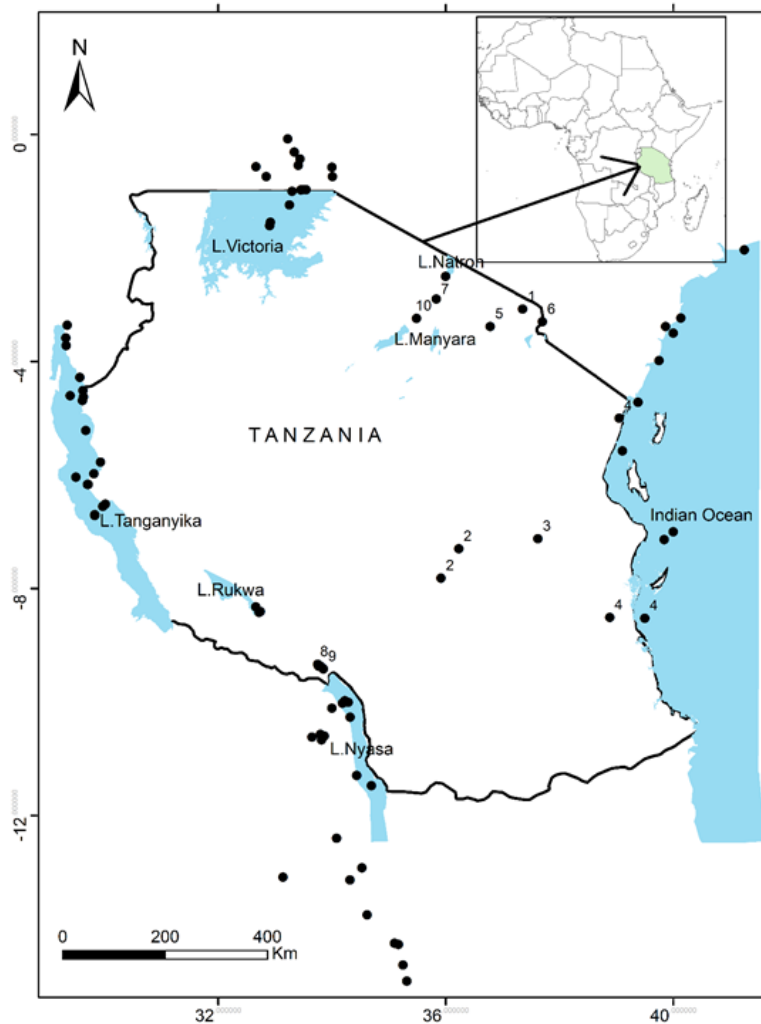 N
0
L.Victoria
L.Natron
7
1
10
5
6
L.Manyara
-4
4
TANZANIA
L.Tanganyika
Indian Ocean
3
2
2
L.Rukwa
-8
4
4
8
9
L.Nyasa
-12
0 200 400
Km
32 36 40